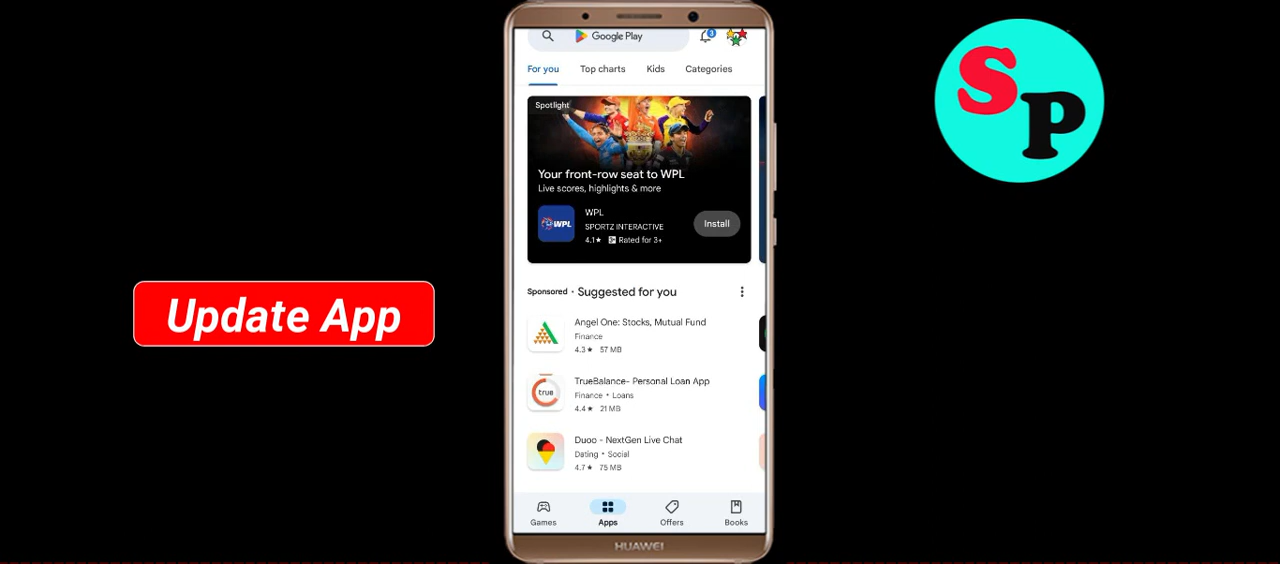 Google Play
3
For you
Top charts
Kids
Categories
Spotlight
Your front-row seat to WPL
Live scores, highlights & more
WPL
WPL
SPORTZ INTERACTIVE
4.1★ Rated for 3+
Install
Sponsored • Suggested for you
Angel One: Stocks, Mutual Fund
Finance
4.3★ 57 MB
true
TrueBalance- Personal Loan App
Finance • Loans
4.4★ 21 MB
Duoo - NextGen Live Chat
Dating • Social
4.7★ 75 MB
Games
Apps
Offers
Books
HUAWEI
Update App
SP